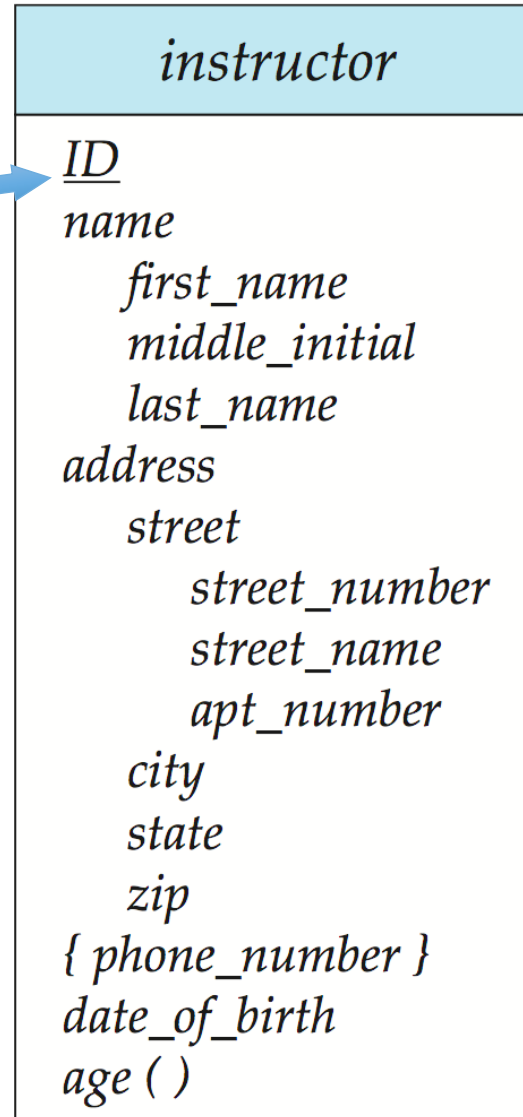 instructor
ID
name
first_name
middle_initial
last_name
address
street
street_number
street_name
apt_number
city
state
zip
{ phone_number }
date_of_birth
age ( )